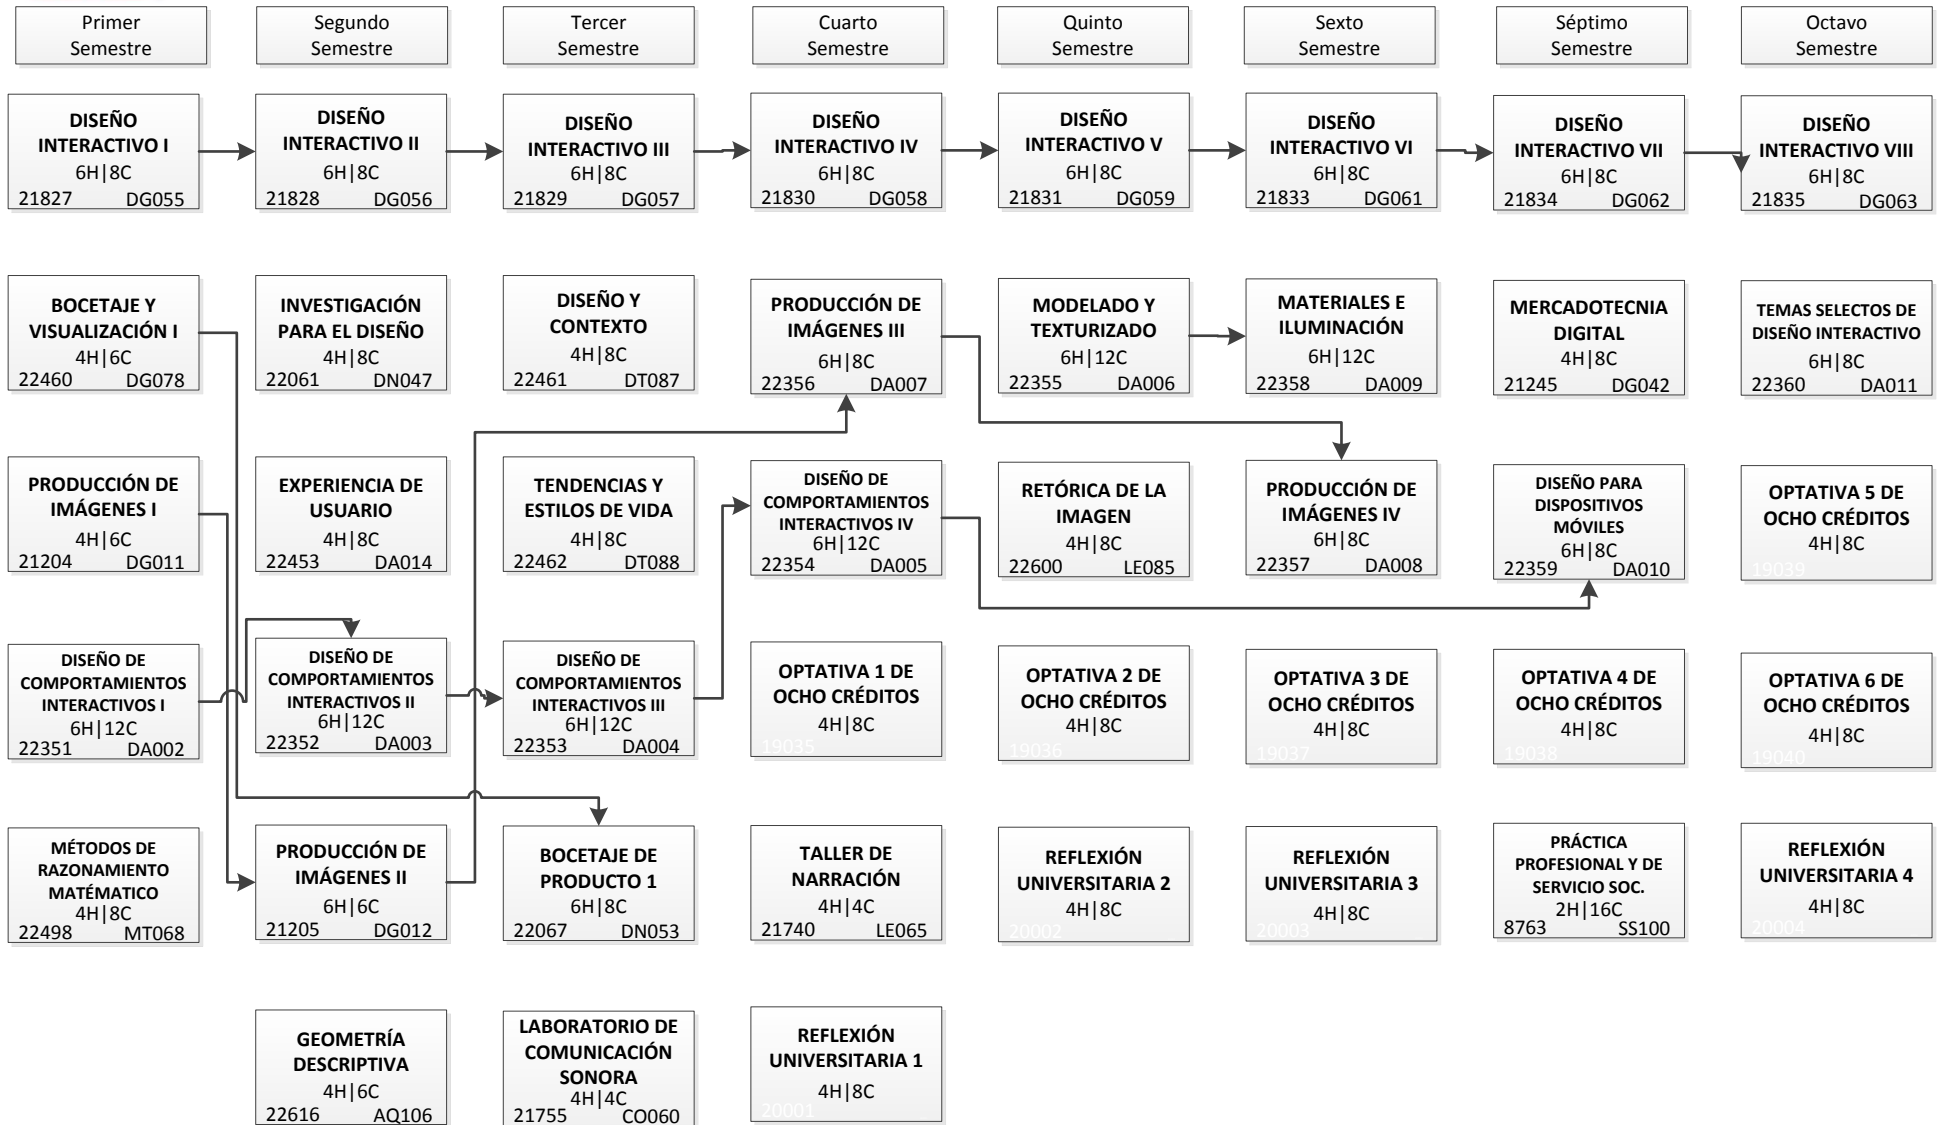 Primer
Semestre
Segundo
Semestre
Tercer
Semestre
Cuarto
Semestre
Quinto
Semestre
Sexto
Semestre
Séptimo
Semestre
Octavo
Semestre
DISEÑO
INTERACTIVO I
6H|8C
21827 DG055
DISEÑO
INTERACTIVO II
6H|8C
21828 DG056
DISEÑO
INTERACTIVO III
6H|8C
21829 DG057
DISEÑO
INTERACTIVO IV
6H|8C
21830 DG058
DISEÑO
INTERACTIVO V
6H|8C
21831 DG059
DISEÑO
INTERACTIVO VI
6H|8C
21833 DG061
DISEÑO
INTERACTIVO VII
6H|8C
21834 DG062
DISEÑO
INTERACTIVO VIII
6H|8C
21835 DG063
BOCETAJE Y
VISUALIZACIÓN I
4H|6C
22460 DG078
INVESTIGACIÓN
PARA EL DISEÑO
4H|8C
22061 DN047
DISEÑO Y
CONTEXTO
4H|8C
22461 DT087
PRODUCCIÓN DE
IMÁGENES III
6H|8C
22356 DA007
MODELADO Y
TEXTURIZADO
6H|12C
22355 DA006
MATERIALES E
ILUMINACIÓN
6H|12C
22358 DA009
MERCADOTECNIA
DIGITAL
4H|8C
21245 DG042
TEMAS SELECTOS DE
DISEÑO INTERACTIVO
6H|8C
22360 DA011
PRODUCCIÓN DE
IMÁGENES I
4H|6C
21204 DG011
EXPERIENCIA DE
USUARIO
4H|8C
22453 DA014
TENDENCIAS Y
ESTILOS DE VIDA
4H|8C
22462 DT088
DISEÑO DE
COMPORTAMIENTOS
INTERACTIVOS IV
6H|12C
22354 DA005
RETÓRICA DE LA
IMAGEN
4H|8C
22600 LE085
PRODUCCIÓN DE
IMÁGENES IV
6H|8C
22357 DA008
DISEÑO PARA
DISPOSITIVOS
MÓVILES
6H|8C
22359 DA010
OPTATIVA 5 DE
OCHO CRÉDITOS
4H|8C
19039
DISEÑO DE
COMPORTAMIENTOS
INTERACTIVOS I
6H|12C
22351 DA002
DISEÑO DE
COMPORTAMIENTOS
INTERACTIVOS II
6H|12C
22352 DA003
DISEÑO DE
COMPORTAMIENTOS
INTERACTIVOS III
6H|12C
22353 DA004
OPTATIVA 1 DE
OCHO CRÉDITOS
4H|8C
19035
OPTATIVA 2 DE
OCHO CRÉDITOS
4H|8C
19036
OPTATIVA 3 DE
OCHO CRÉDITOS
4H|8C
19037
OPTATIVA 4 DE
OCHO CRÉDITOS
4H|8C
19038
OPTATIVA 6 DE
OCHO CRÉDITOS
4H|8C
19040
MÉTODOS DE
RAZONAMIENTO
MATÉMATICO
4H|8C
22498 MT068
PRODUCCIÓN DE
IMÁGENES II
6H|6C
21205 DG012
BOCETAJE DE
PRODUCTO 1
6H|8C
22067 DN053
TALLER DE
NARRACIÓN
4H|4C
21740 LE065
REFLEXIÓN
UNIVERSITARIA 2
4H|8C
20002
REFLEXIÓN
UNIVERSITARIA 3
4H|8C
20003
PRÁCTICA
PROFESIONAL Y DE
SERVICIO SOC.
2H|16C
8763 SS100
REFLEXIÓN
UNIVERSITARIA 4
4H|8C
20004
GEOMETRÍA
DESCRIPTIVA
4H|6C
22616 AQ106
LABORATORIO DE
COMUNICACIÓN
SONORA
4H|4C
21755 CO060
REFLEXIÓN
UNIVERSITARIA 1
4H|8C
20001